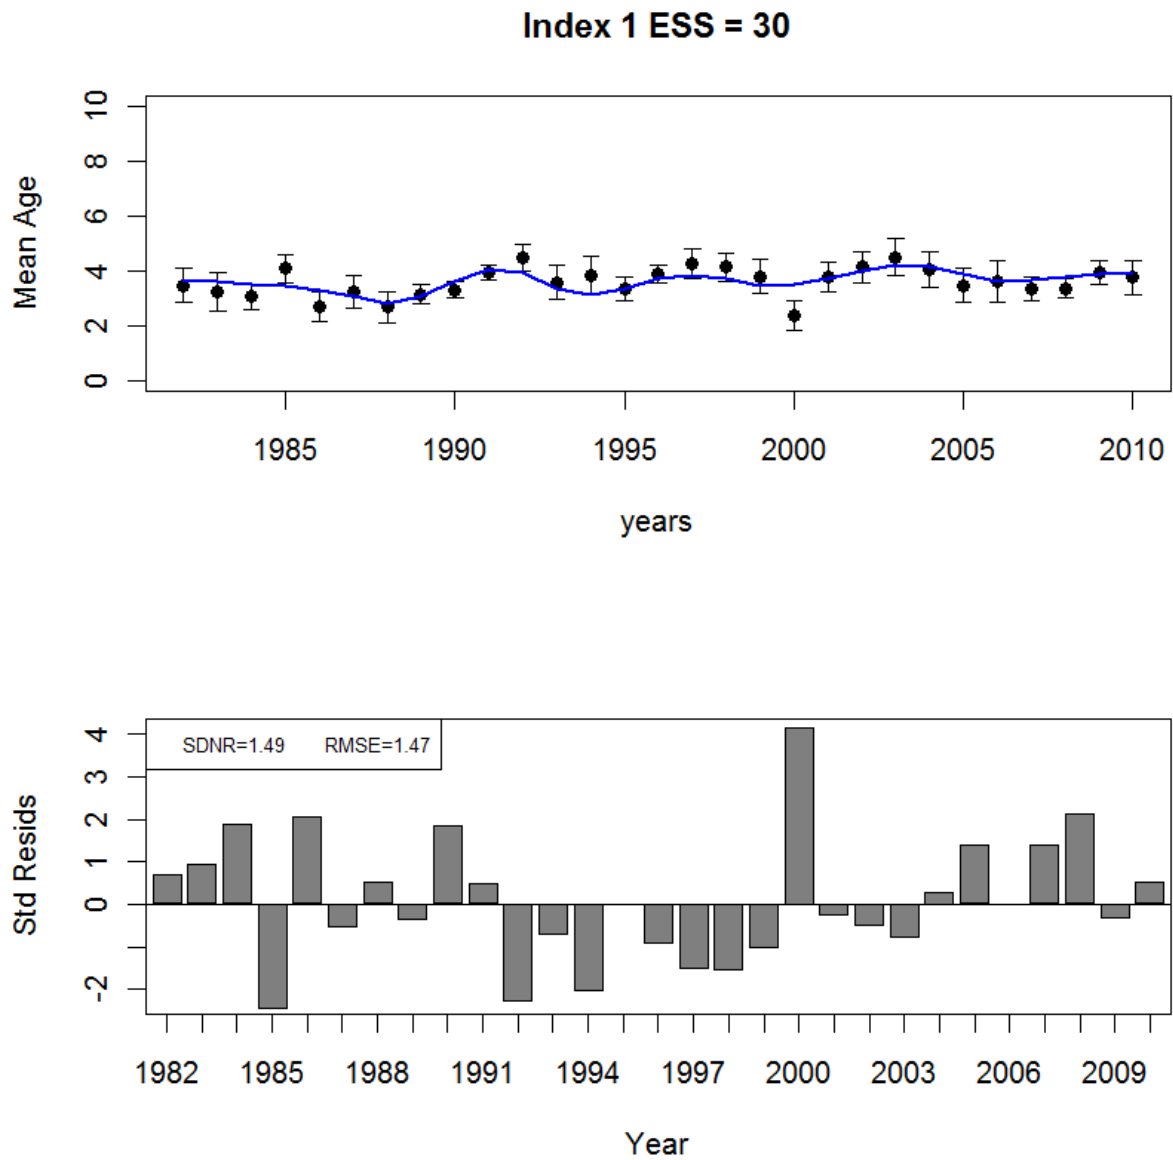 Index 1 ESS = 30
Mean Age
10
8
6
4
2
0
1985 1990 1995 2000 2005 2010
years
Std Resids
SDNR=1.49 RMSE=1.47
4
3
2
1
0
-2
1982 1985 1988 1991 1994 1997 2000 2003 2006 2009
Year